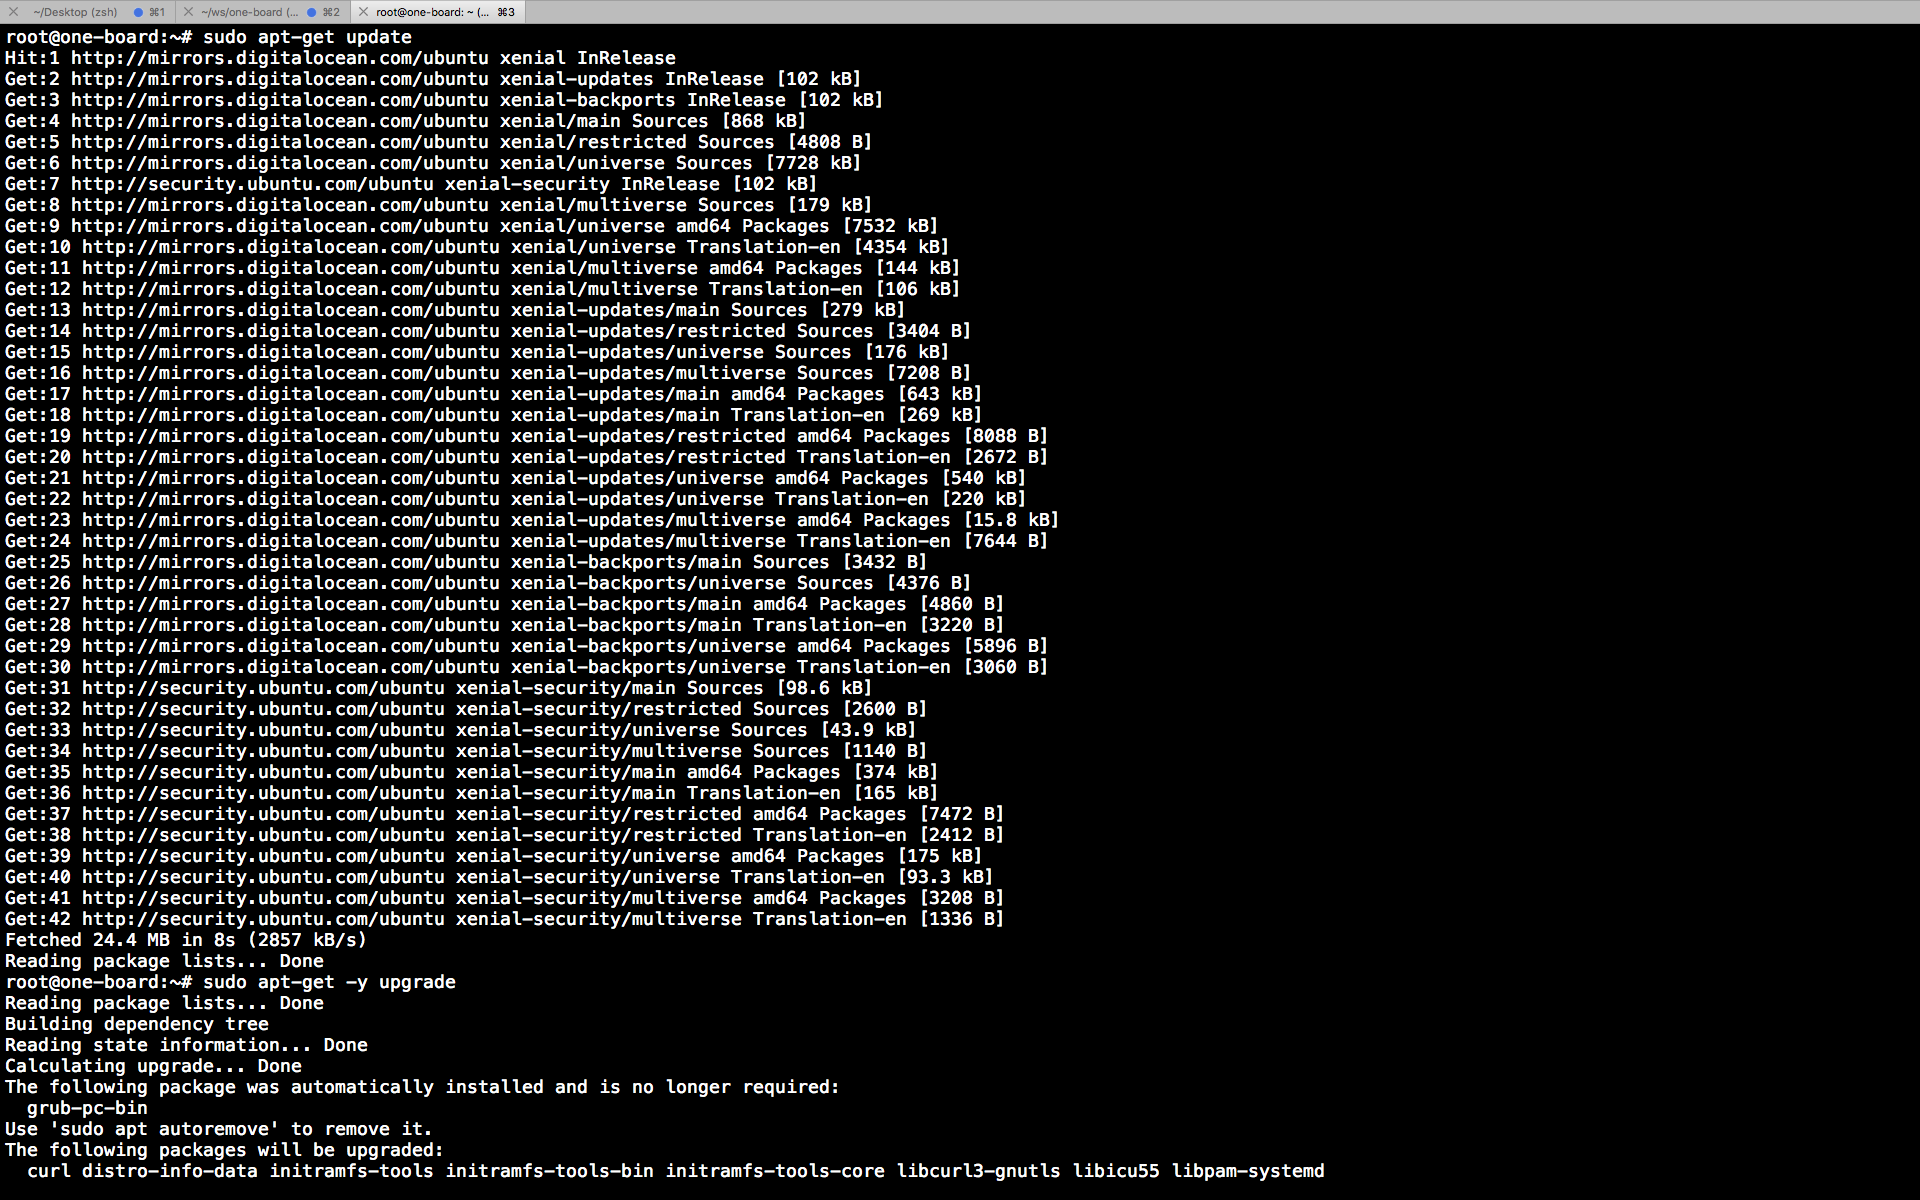 ~/Desktop (zsh) ⌘1 ~/ws/one-board (... ⌘2 root@one-board: ~ (... ⌘3
root@one-board:~# sudo apt-get update
Hit:1 http://mirrors.digitalocean.com/ubuntu xenial InRelease
Get:2 http://mirrors.digitalocean.com/ubuntu xenial-updates InRelease [102 kB]
Get:3 http://mirrors.digitalocean.com/ubuntu xenial-backports InRelease [102 kB]
Get:4 http://mirrors.digitalocean.com/ubuntu xenial/main Sources [868 kB]
Get:5 http://mirrors.digitalocean.com/ubuntu xenial/restricted Sources [4808 B]
Get:6 http://mirrors.digitalocean.com/ubuntu xenial/universe Sources [7728 kB]
Get:7 http://security.ubuntu.com/ubuntu xenial-security InRelease [102 kB]
Get:8 http://mirrors.digitalocean.com/ubuntu xenial/multiverse Sources [179 kB]
Get:9 http://mirrors.digitalocean.com/ubuntu xenial/universe amd64 Packages [7532 kB]
Get:10 http://mirrors.digitalocean.com/ubuntu xenial/universe Translation-en [4354 kB]
Get:11 http://mirrors.digitalocean.com/ubuntu xenial/multiverse amd64 Packages [144 kB]
Get:12 http://mirrors.digitalocean.com/ubuntu xenial/multiverse Translation-en [106 kB]
Get:13 http://mirrors.digitalocean.com/ubuntu xenial-updates/main Sources [279 kB]
Get:14 http://mirrors.digitalocean.com/ubuntu xenial-updates/restricted Sources [3404 B]
Get:15 http://mirrors.digitalocean.com/ubuntu xenial-updates/universe Sources [176 kB]
Get:16 http://mirrors.digitalocean.com/ubuntu xenial-updates/multiverse Sources [7208 B]
Get:17 http://mirrors.digitalocean.com/ubuntu xenial-updates/main amd64 Packages [643 kB]
Get:18 http://mirrors.digitalocean.com/ubuntu xenial-updates/main Translation-en [269 kB]
Get:19 http://mirrors.digitalocean.com/ubuntu xenial-updates/restricted amd64 Packages [8088 B]
Get:20 http://mirrors.digitalocean.com/ubuntu xenial-updates/restricted Translation-en [2672 B]
Get:21 http://mirrors.digitalocean.com/ubuntu xenial-updates/universe amd64 Packages [540 kB]
Get:22 http://mirrors.digitalocean.com/ubuntu xenial-updates/universe Translation-en [220 kB]
Get:23 http://mirrors.digitalocean.com/ubuntu xenial-updates/multiverse amd64 Packages [15.8 kB]
Get:24 http://mirrors.digitalocean.com/ubuntu xenial-updates/multiverse Translation-en [7644 B]
Get:25 http://mirrors.digitalocean.com/ubuntu xenial-backports/main Sources [3432 B]
Get:26 http://mirrors.digitalocean.com/ubuntu xenial-backports/universe Sources [4376 B]
Get:27 http://mirrors.digitalocean.com/ubuntu xenial-backports/main amd64 Packages [4860 B]
Get:28 http://mirrors.digitalocean.com/ubuntu xenial-backports/main Translation-en [3220 B]
Get:29 http://mirrors.digitalocean.com/ubuntu xenial-backports/universe amd64 Packages [5896 B]
Get:30 http://mirrors.digitalocean.com/ubuntu xenial-backports/universe Translation-en [3060 B]
Get:31 http://security.ubuntu.com/ubuntu xenial-security/main Sources [98.6 kB]
Get:32 http://security.ubuntu.com/ubuntu xenial-security/restricted Sources [2600 B]
Get:33 http://security.ubuntu.com/ubuntu xenial-security/universe Sources [43.9 kB]
Get:34 http://security.ubuntu.com/ubuntu xenial-security/multiverse Sources [1140 B]
Get:35 http://security.ubuntu.com/ubuntu xenial-security/main amd64 Packages [374 kB]
Get:36 http://security.ubuntu.com/ubuntu xenial-security/main Translation-en [165 kB]
Get:37 http://security.ubuntu.com/ubuntu xenial-security/restricted amd64 Packages [7472 B]
Get:38 http://security.ubuntu.com/ubuntu xenial-security/restricted Translation-en [2412 B]
Get:39 http://security.ubuntu.com/ubuntu xenial-security/universe amd64 Packages [175 kB]
Get:40 http://security.ubuntu.com/ubuntu xenial-security/universe Translation-en [93.3 kB]
Get:41 http://security.ubuntu.com/ubuntu xenial-security/multiverse amd64 Packages [3208 B]
Get:42 http://security.ubuntu.com/ubuntu xenial-security/multiverse Translation-en [1336 B]
Fetched 24.4 MB in 8s (2857 kB/s)
Reading package lists... Done
root@one-board:~# sudo apt-get -y upgrade
Reading package lists... Done
Building dependency tree
Reading state information... Done
Calculating upgrade... Done
The following package was automatically installed and is no longer required:
  grub-pc-bin
Use 'sudo apt autoremove' to remove it.
The following packages will be upgraded:
  curl distro-info-data initramfs-tools initramfs-tools-bin initramfs-tools-core libcurl3-gnutls libicu55 libpam-systemd